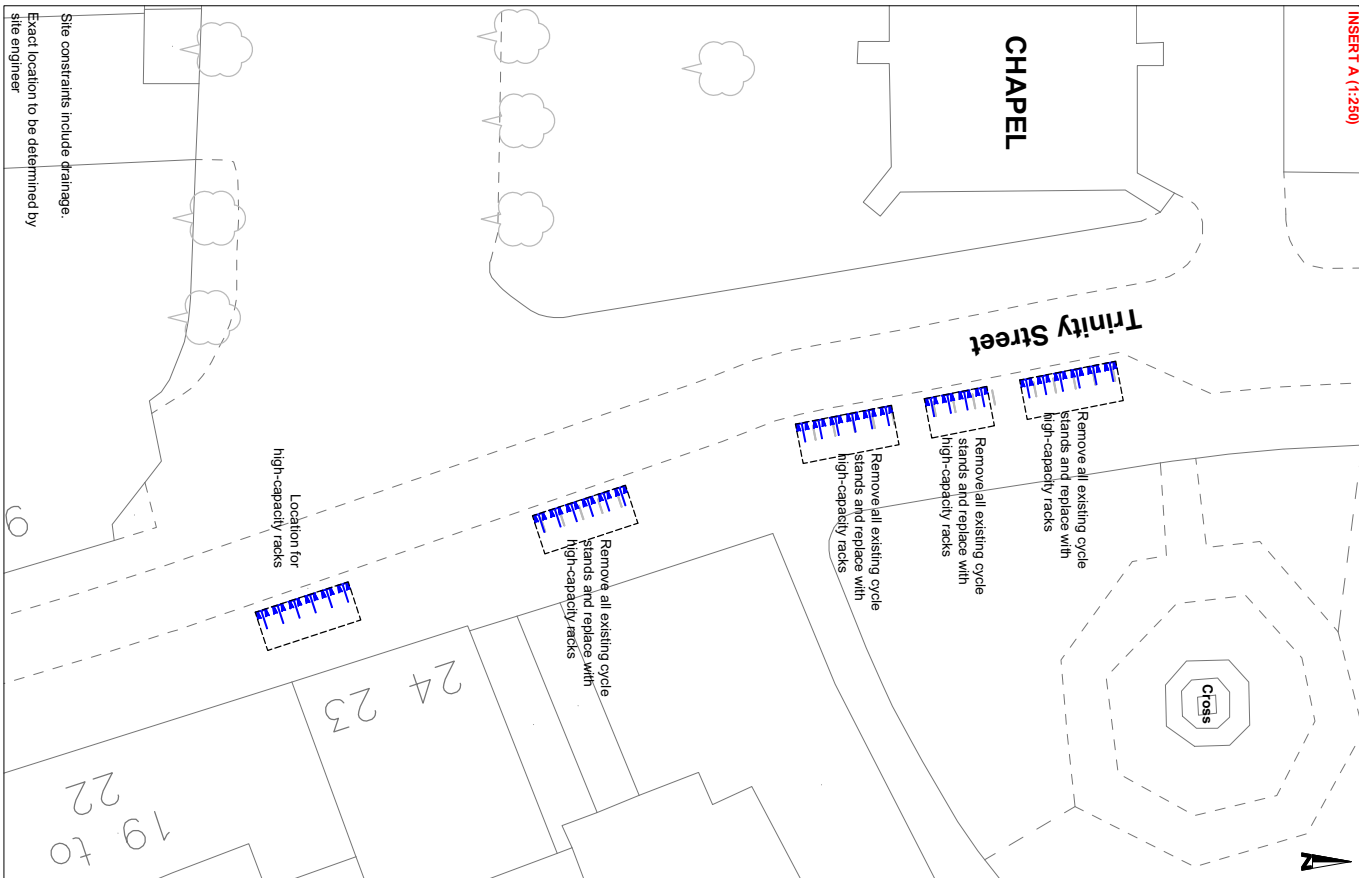 INSERT A (1:250)
CHAPEL
Trinity Street
Remove all existing cycle
stands and replace with
high-capacity racks
Remove all existing cycle
stands and replace with
high-capacity racks
Remove all existing cycle
stands and replace with
high-capacity racks
Remove all existing cycle
stands and replace with
high-capacity racks
Location for
high-capacity racks
Cross
24 23
19 to
22
9
Site constraints include drainage.
Exact location to be determined by
site engineer
N